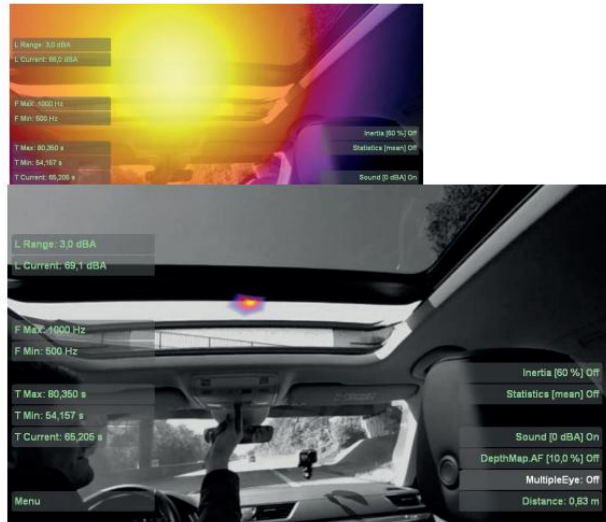 L Range: 3,0 dBA
L Current: 66,0 dBA
F Max: 1000 Hz
F Min: 500 Hz
T Max: 80,350 s
T Min: 54,157 s
T Current: 65,205 s
Inertia [60 %] Off
Statistics [mean] Off
Sound [0 dBA] On
L Range: 3,0 dBA
L Current: 69,1 dBA
F Max: 1000 Hz
F Min: 500 Hz
T Max: 80,350 s
T Min: 54,157 s
T Current: 65,205 s
Menu
Inertia [60 %] Off
Statistics [mean] Off
Sound [0 dBA] On
DepthMap.AF [10,0 %] Off
MultipleEye: Off
Distance: 0,83 m